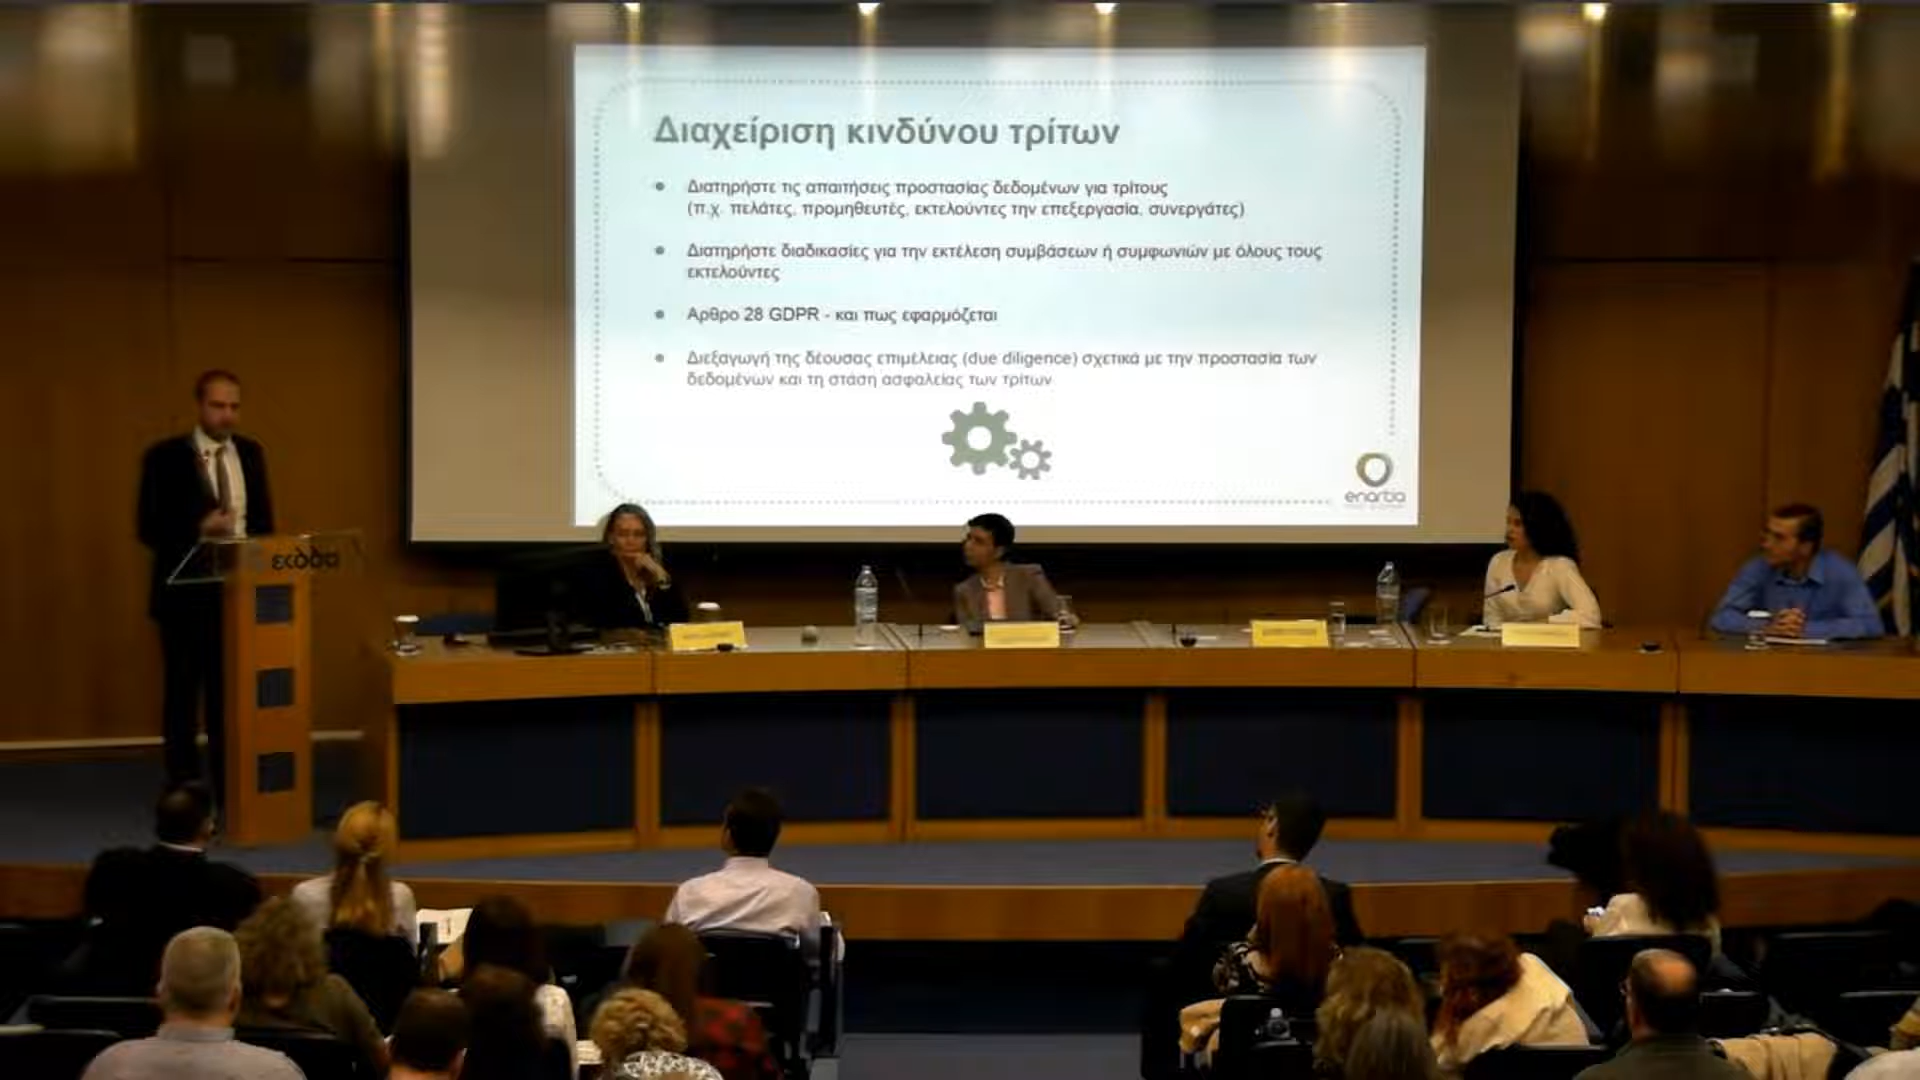 Διαχείριση κινδύνου τρίτων
Διατηρήστε τις απαιτήσεις προστασίας δεδομένων για τρίτους
(π.χ. πελάτες, προμηθευτές, εκτελούντες την επεξεργασία, συνεργάτες)
Διατηρήστε διαδικασίες για την εκτέλεση συμβάσεων ή συμφωνιών με όλους τους
εκτελούντες
Αρθρο 28 GDPR - και πως εφαρμόζεται
Διεξαγωγή της δέουσας επιμέλειας (due diligence) σχετικά με την προστασία των
δεδομένων και τη στάση ασφαλείας των τρίτων
enartia
εκδδα